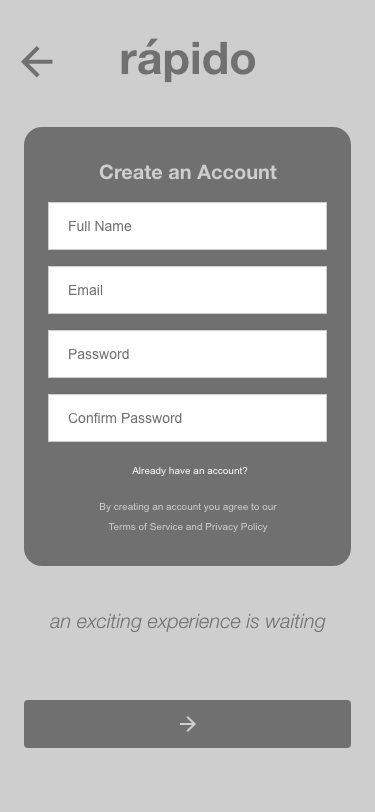 rápido
Create an Account
Full Name
Email
Password
Confirm Password
Already have an account?
By creating an account you agree to our
Terms of Service and Privacy Policy
an exciting experience is waiting